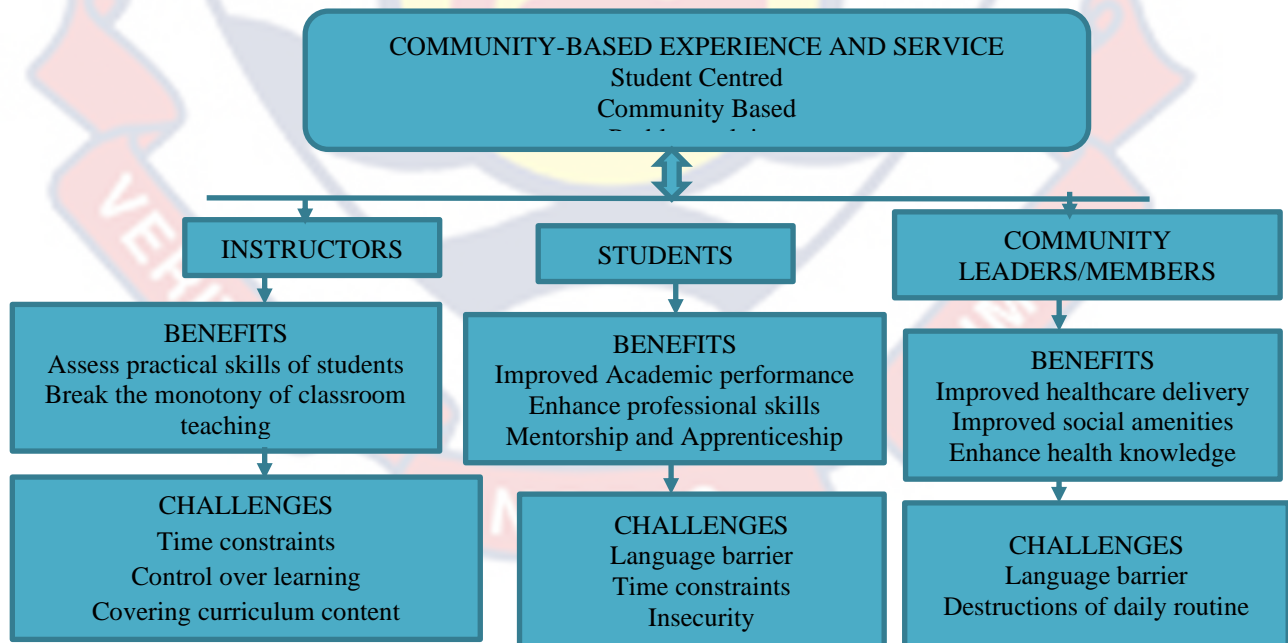 COMMUNITY-BASED EXPERIENCE AND SERVICE
Student Centred
Community Based
INSTRUCTORS
STUDENTS
COMMUNITY
LEADERS/MEMBERS
BENEFITS
Assess practical skills of students
Break the monotony of classroom
teaching
BENEFITS
Improved Academic performance
Enhance professional skills
Mentorship and Apprenticeship
BENEFITS
Improved healthcare delivery
Improved social amenities
Enhance health knowledge
CHALLENGES
Time constraints
Control over learning
Covering curriculum content
CHALLENGES
Language barrier
Time constraints
Insecurity
CHALLENGES
Language barrier
Destructions of daily routine